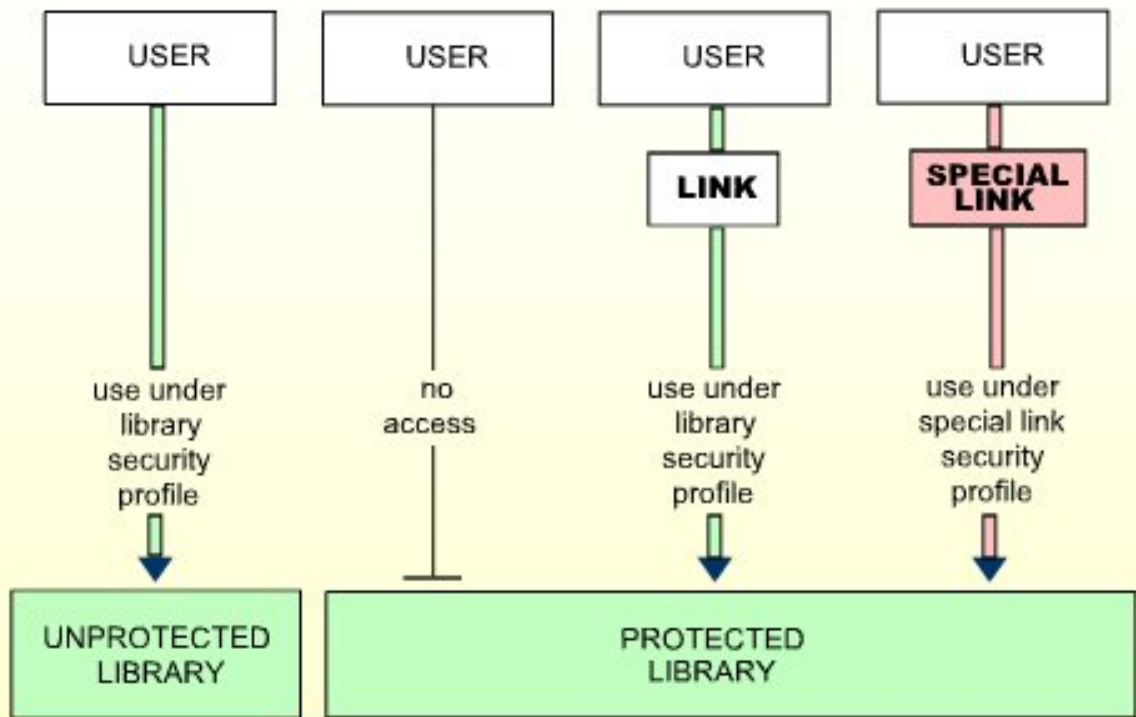 USER
USER
USER
USER
LINK
SPECIAL
LINK
use under
library
security
profile
no
access
use under
library
security
profile
use under
special link
security
profile
UNPROTECTED
LIBRARY
PROTECTED
LIBRARY